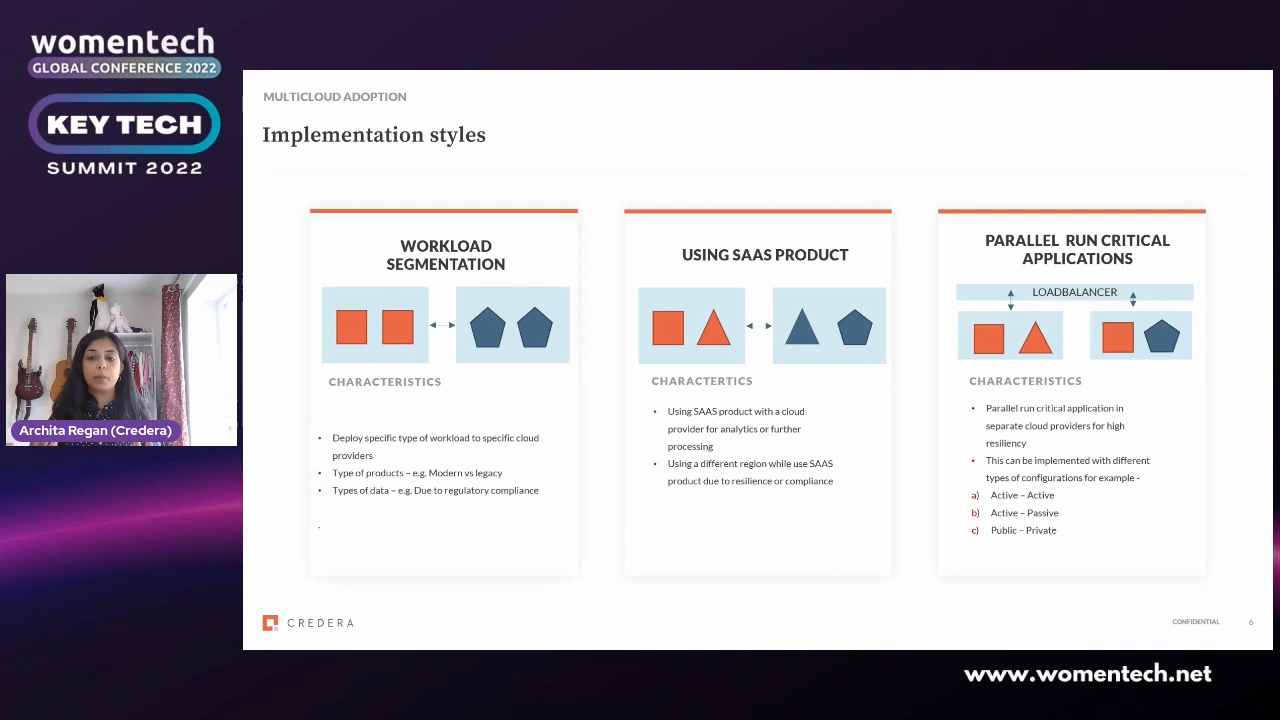 womentech
GLOBAL CONFERENCE 2022
KEY TECH
SUMMIT 2022
Archita Regan (Credera)
MULTICLOUD ADOPTION
Implementation styles
WORKLOAD
SEGMENTATION
CHARACTERISTICS
• Deploy specific type of workload to specific cloud
providers
• Type of products – e.g. Modern vs legacy
• Types of data – e.g. Due to regulatory compliance
.
USING SAAS PRODUCT
CHARACTERTICS
• Using SAAS product with a cloud
provider for analytics or further
processing
• Using a different region while use SAAS
product due to resilience or compliance
PARALLEL RUN CRITICAL
APPLICATIONS
LOADBALANCER
CHARACTERISTICS
• Parallel run critical application in
separate cloud providers for high
resiliency
• This can be implemented with different
types of configurations for example -
a) Active – Active
b) Active – Passive
c) Public – Private
CREDERA
CONFIDENTIAL
6
www.womentech.net